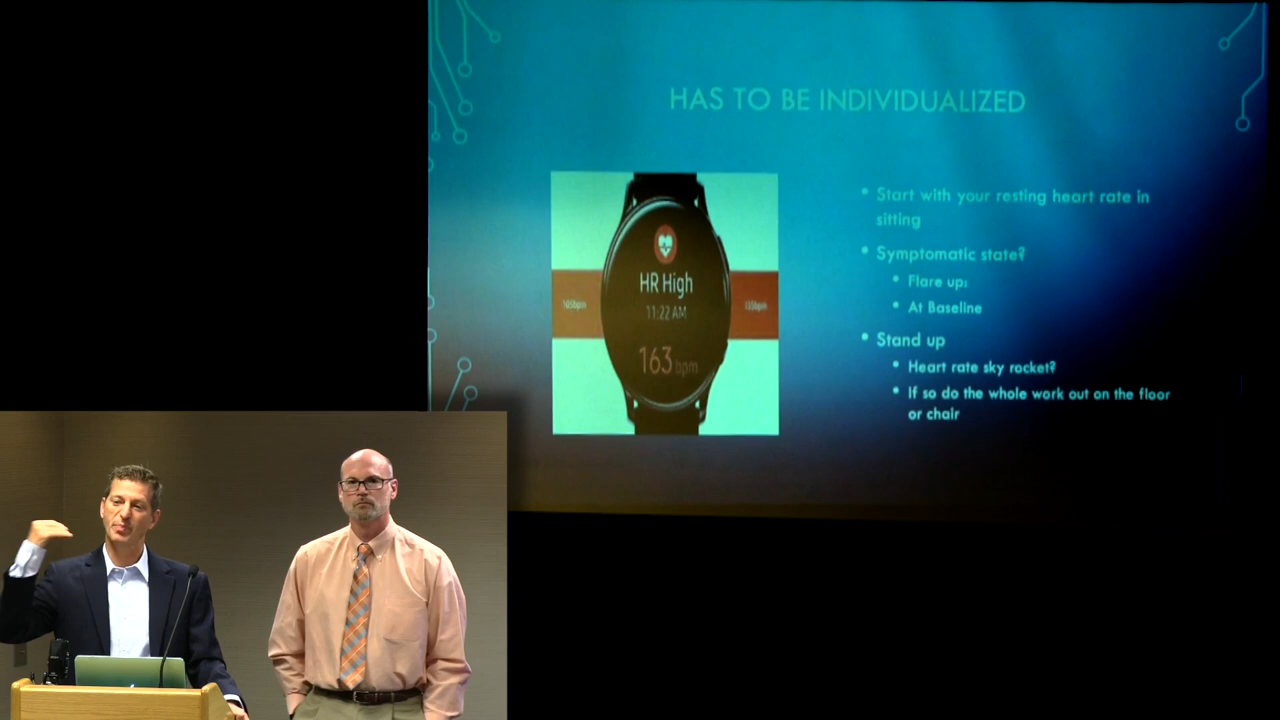 HAS TO BE INDIVIDUALIZED
HR High
11:22 AM
163 bpm
Start with your resting heart rate in
sitting
Symptomatic state?
Flare up:
At Baseline
Stand up
Heart rate sky rocket?
If so do the whole work out on the floor
or chair